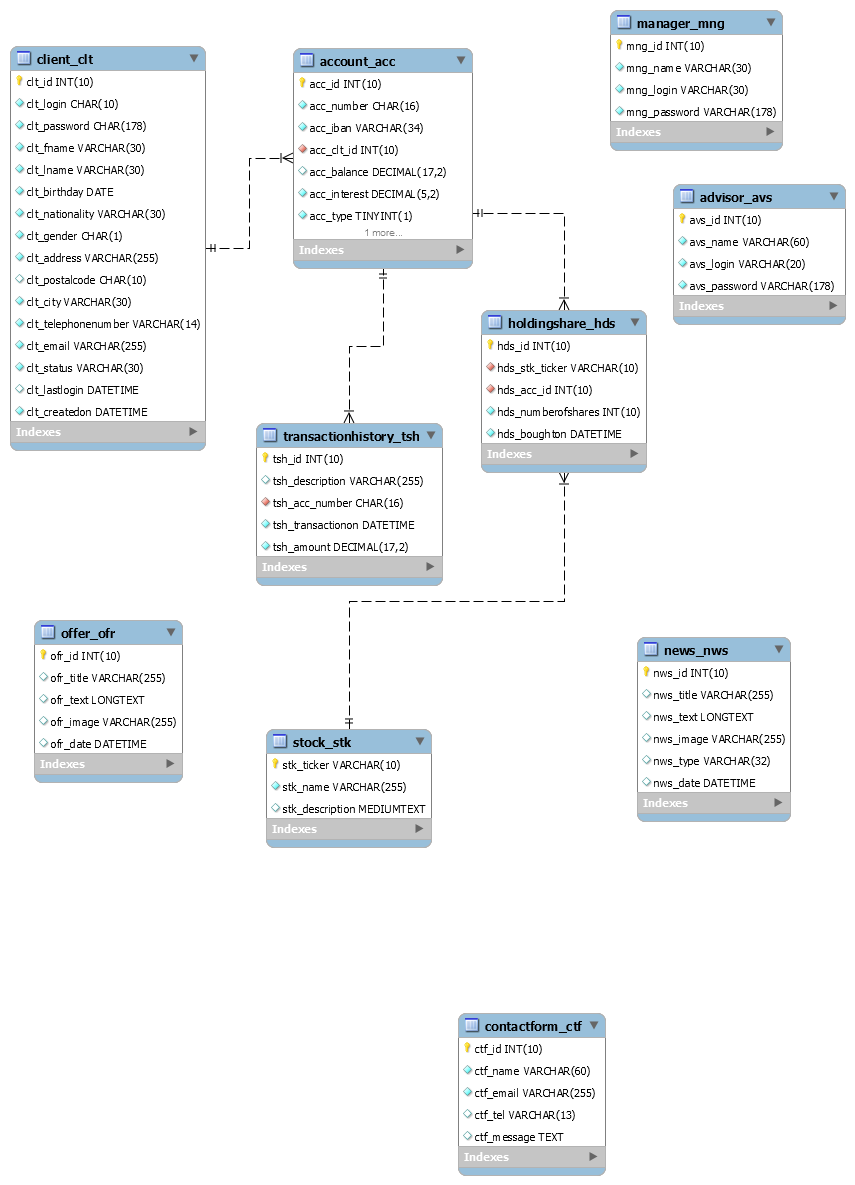 client_clt
clt_id INT(10)
clt_login CHAR(10)
clt_password CHAR(178)
clt_fname VARCHAR(30)
clt_lname VARCHAR(30)
clt_birthday DATE
clt_nationality VARCHAR(30)
clt_gender CHAR(1)
clt_address VARCHAR(255)
clt_postalcode CHAR(10)
clt_city VARCHAR(30)
clt_telephonenumber VARCHAR(14)
clt_email VARCHAR(255)
clt_status VARCHAR(30)
clt_lastlogin DATETIME
clt_createdon DATETIME
Indexes
account_acc
acc_id INT(10)
acc_number CHAR(16)
acc_iban VARCHAR(34)
acc_clt_id INT(10)
acc_balance DECIMAL(17,2)
acc_interest DECIMAL(5,2)
acc_type TINYINT(1)
1 more...
Indexes
manager_mng
mng_id INT(10)
mng_name VARCHAR(30)
mng_login VARCHAR(30)
mng_password VARCHAR(178)
Indexes
advisor_avs
avs_id INT(10)
avs_name VARCHAR(60)
avs_login VARCHAR(20)
avs_password VARCHAR(178)
Indexes
holdingshare_hds
hds_id INT(10)
hds_stk_ticker VARCHAR(10)
hds_acc_id INT(10)
hds_numberofshares INT(10)
hds_boughton DATETIME
Indexes
transactionhistory_tsh
tsh_id INT(10)
tsh_description VARCHAR(255)
tsh_acc_number CHAR(16)
tsh_transactionon DATETIME
tsh_amount DECIMAL(17,2)
Indexes
offer_ofr
ofr_id INT(10)
ofr_title VARCHAR(255)
ofr_text LONGTEXT
ofr_image VARCHAR(255)
ofr_date DATETIME
Indexes
news_nws
nws_id INT(10)
nws_title VARCHAR(255)
nws_text LONGTEXT
nws_image VARCHAR(255)
nws_type VARCHAR(32)
nws_date DATETIME
Indexes
stock_stk
stk_ticker VARCHAR(10)
stk_name VARCHAR(255)
stk_description MEDIUMTEXT
Indexes
contactform_ctf
ctf_id INT(10)
ctf_name VARCHAR(60)
ctf_email VARCHAR(255)
ctf_tel VARCHAR(13)
ctf_message TEXT
Indexes